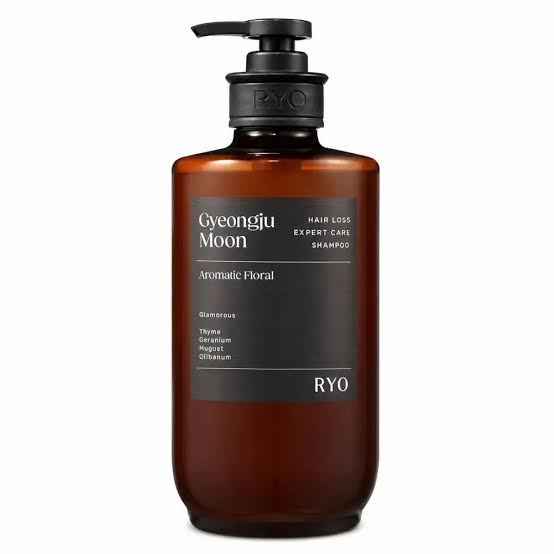 RYO
Gyeongju
Moon
HAIR LOSS
EXPERT CARE
SHAMPOO
Aromatic Floral
Glamorous
Thyme
Geranium
Muguet
Olibanum
RYO